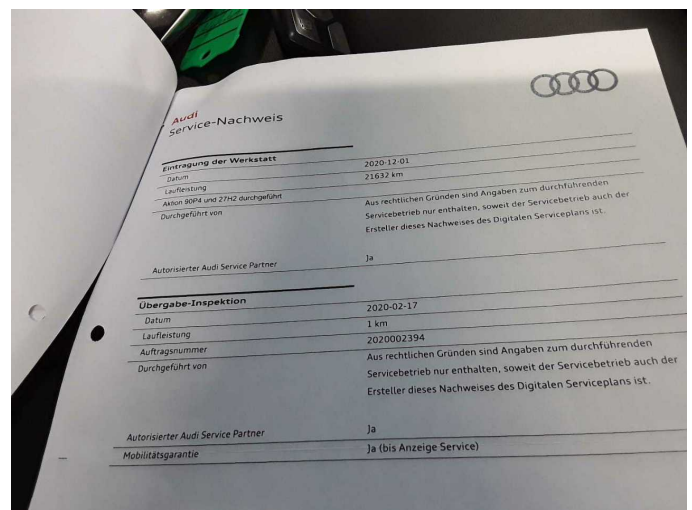 Audi
Service-Nachweis
Eintragung der Werkstatt
Datum 2020-12-01
Laufleistung 21632 km
Aktion 90P4 und 27H2 durchgeführt
Durchgeführt von Aus rechtlichen Gründen sind Angaben zum durchführenden
Servicebetrieb nur enthalten, soweit der Servicebetrieb auch der
Ersteller dieses Nachweises des Digitalen Serviceplans ist.
Autorisierter Audi Service Partner Ja
Übergabe-Inspektion
Datum 2020-02-17
Laufleistung 1 km
Auftragsnummer 2020002394
Durchgeführt von Aus rechtlichen Gründen sind Angaben zum durchführenden
Servicebetrieb nur enthalten, soweit der Servicebetrieb auch der
Ersteller dieses Nachweises des Digitalen Serviceplans ist.
Autorisierter Audi Service Partner Ja
Mobilitätsgarantie Ja (bis Anzeige Service)